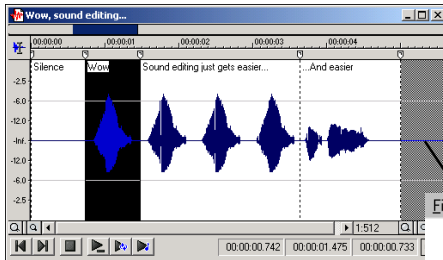 Wow, sound editing...
00:00:00 00:00:01 00:00:02 00:00:03 00:00:04
Silence Wow Sound editing just gets easier... ...And easier
-2.5
-6.0
-12.0
-Inf.
-12.0
-6.0
-2.5
Fi
1:512
00:00:00.742 00:00:01.475 00:00:00.733